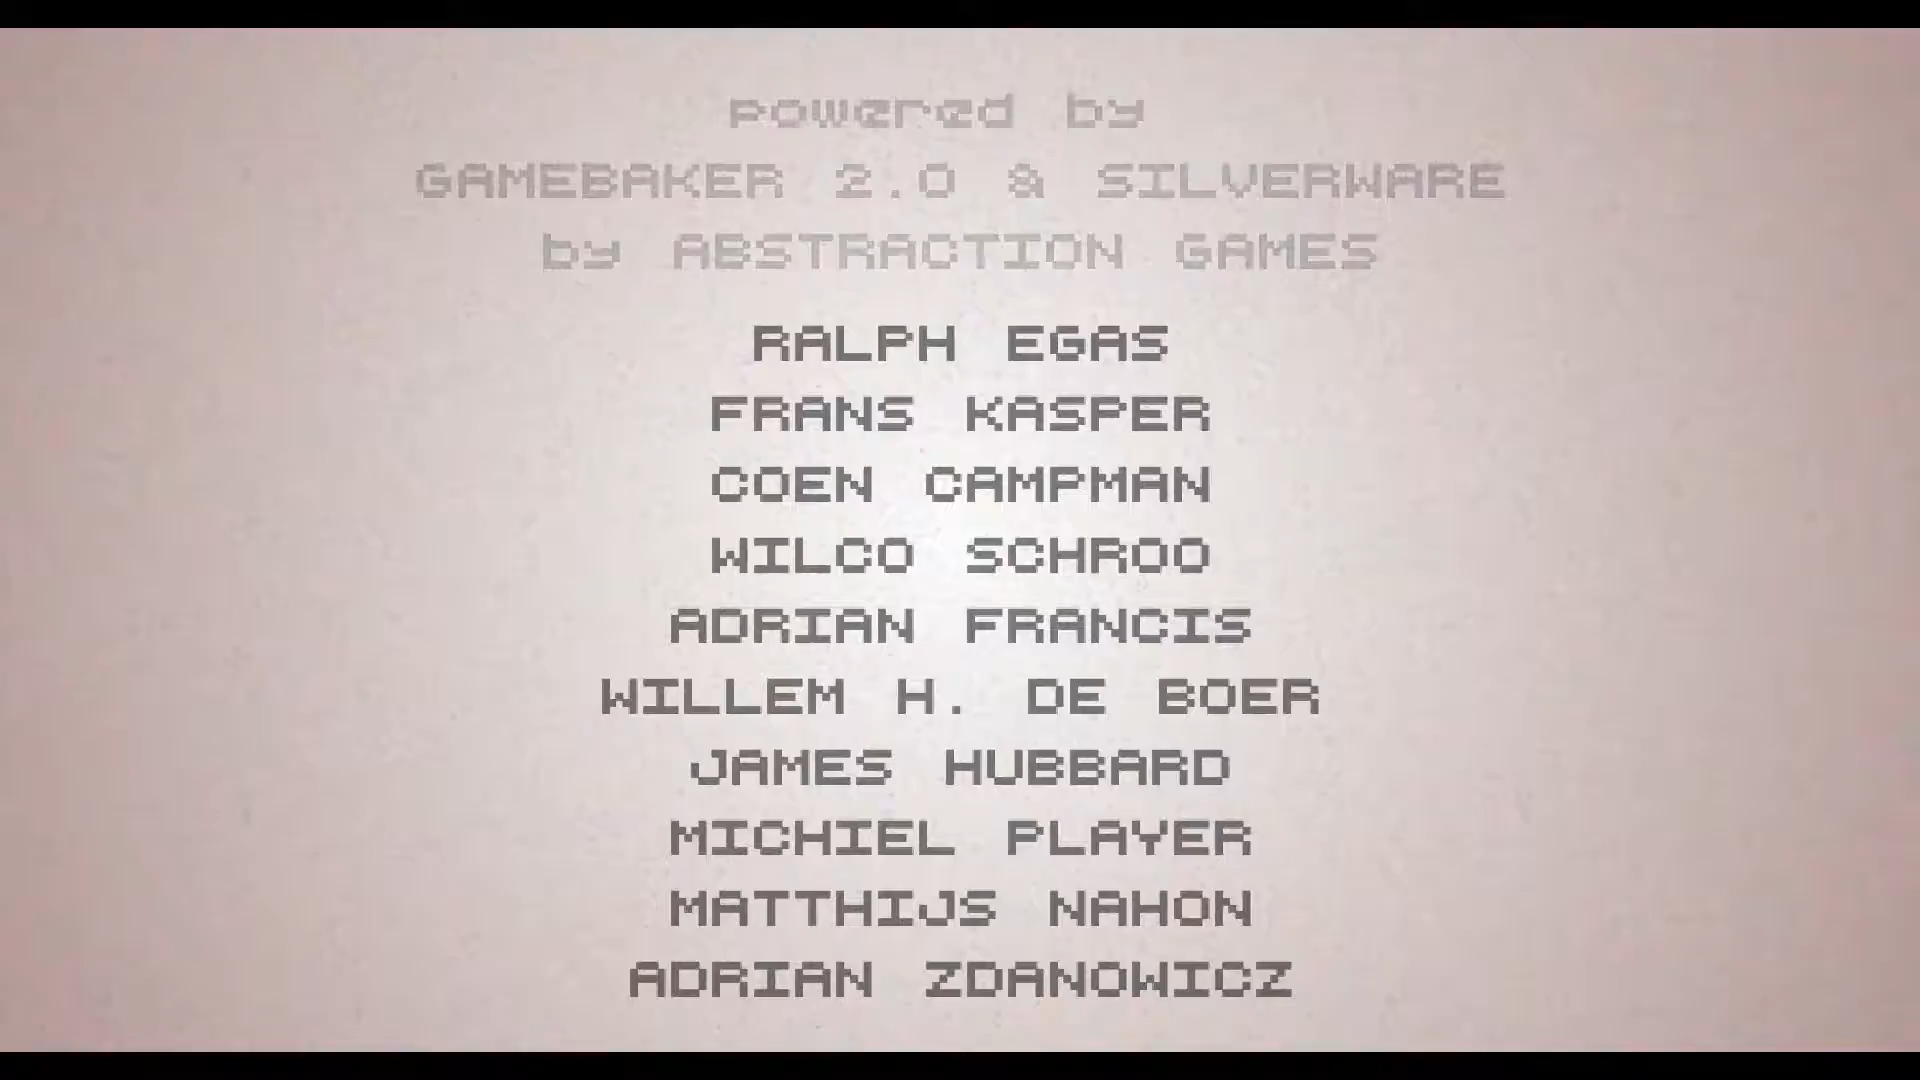 powered by
GAMEBAKER 2.0 & SILVERWARE
by ABSTRACTION GAMES
RALPH EGAS
FRANS KASPER
COEN CAMPMAN
WILCO SCHROO
ADRIAN FRANCIS
WILLEM H. DE BOER
JAMES HUBBARD
MICHIEL PLAYER
MATTHIJS NAHON
ADRIAN ZDANOWICZ